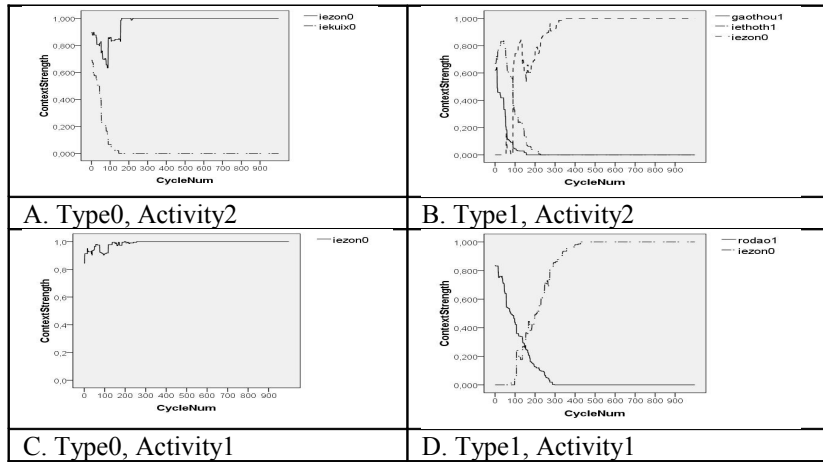 1,000
0,800
0,600
0,400
0,200
0,000
ContextStrength
0 100 200 300 400 500 600 700 800 900
CycleNum
iezon0
iekuix0
A. Type0, Activity2
1,000
0,800
0,600
0,400
0,200
0,000
ContextStrength
0 100 200 300 400 500 600 700 800 900
CycleNum
gaothou1
iethoth1
iezon0
B. Type1, Activity2
1,0
0,8
0,6
0,4
0,2
0,0
ContextStrength
0 100 200 300 400 500 600 700 800 900
CycleNum
iezon0
C. Type0, Activity1
1,000
0,800
0,600
0,400
0,200
0,000
ContextStrength
0 100 200 300 400 500 600 700 800 900
CycleNum
rodao1
iezon0
D. Type1, Activity1